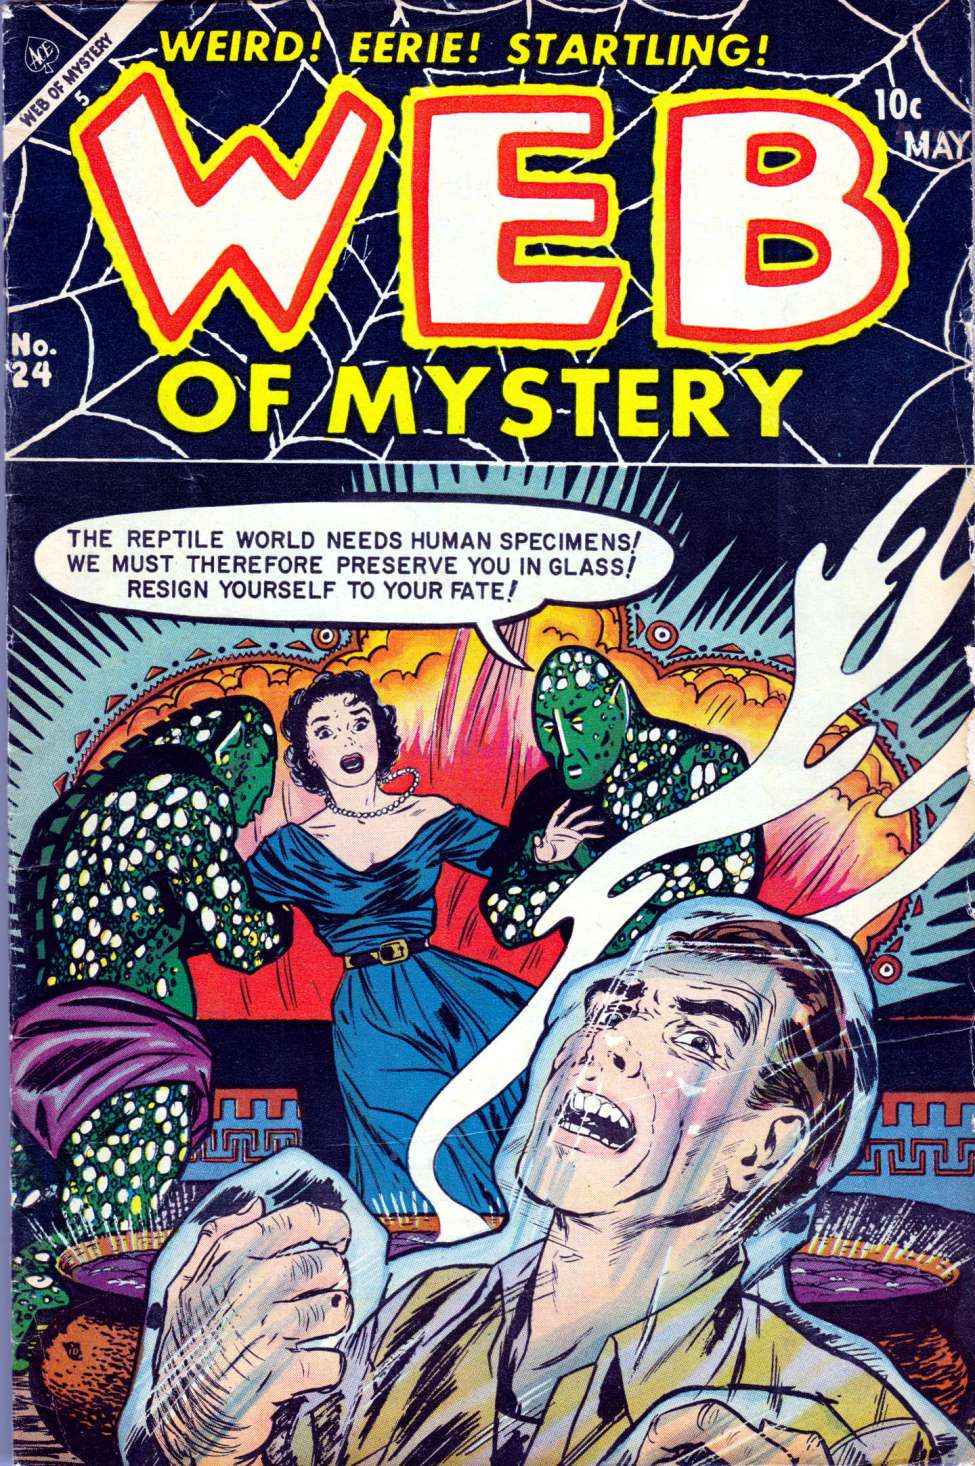 ACE
WEB OF MYSTERY
5
WEIRD! EERIE! STARTLING!
WEB
OF MYSTERY
10c
MAY
No.
24
THE REPTILE WORLD NEEDS HUMAN SPECIMENS!
WE MUST THEREFORE PRESERVE YOU IN GLASS!
RESIGN YOURSELF TO YOUR FATE!